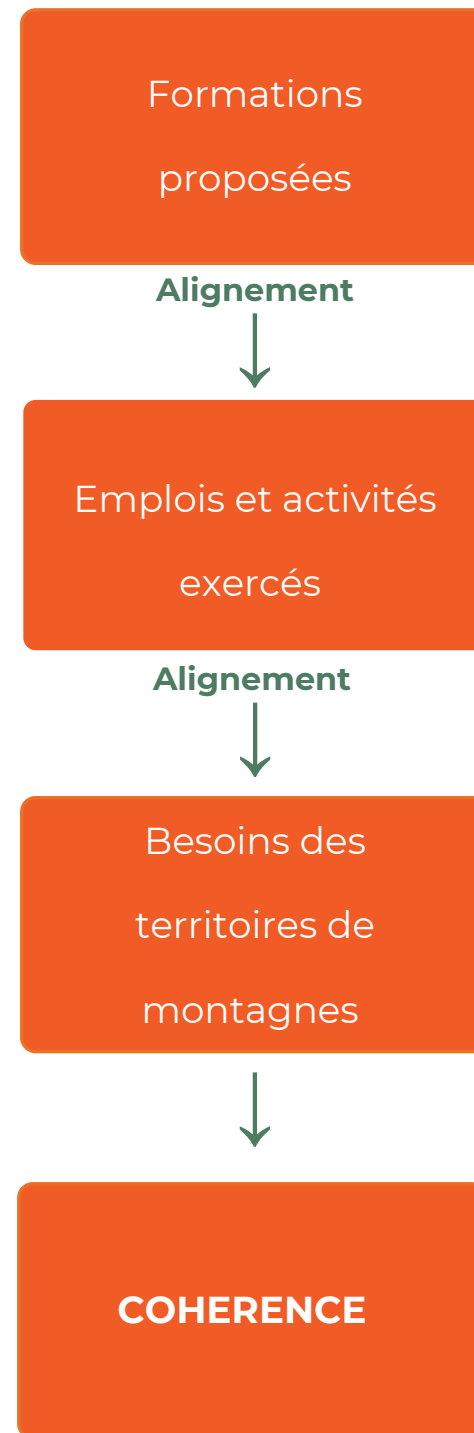 Formations
proposées
Alignement
Emplois et activités
exercés
Alignement
Besoins des
territoires de
montagnes
COHERENCE